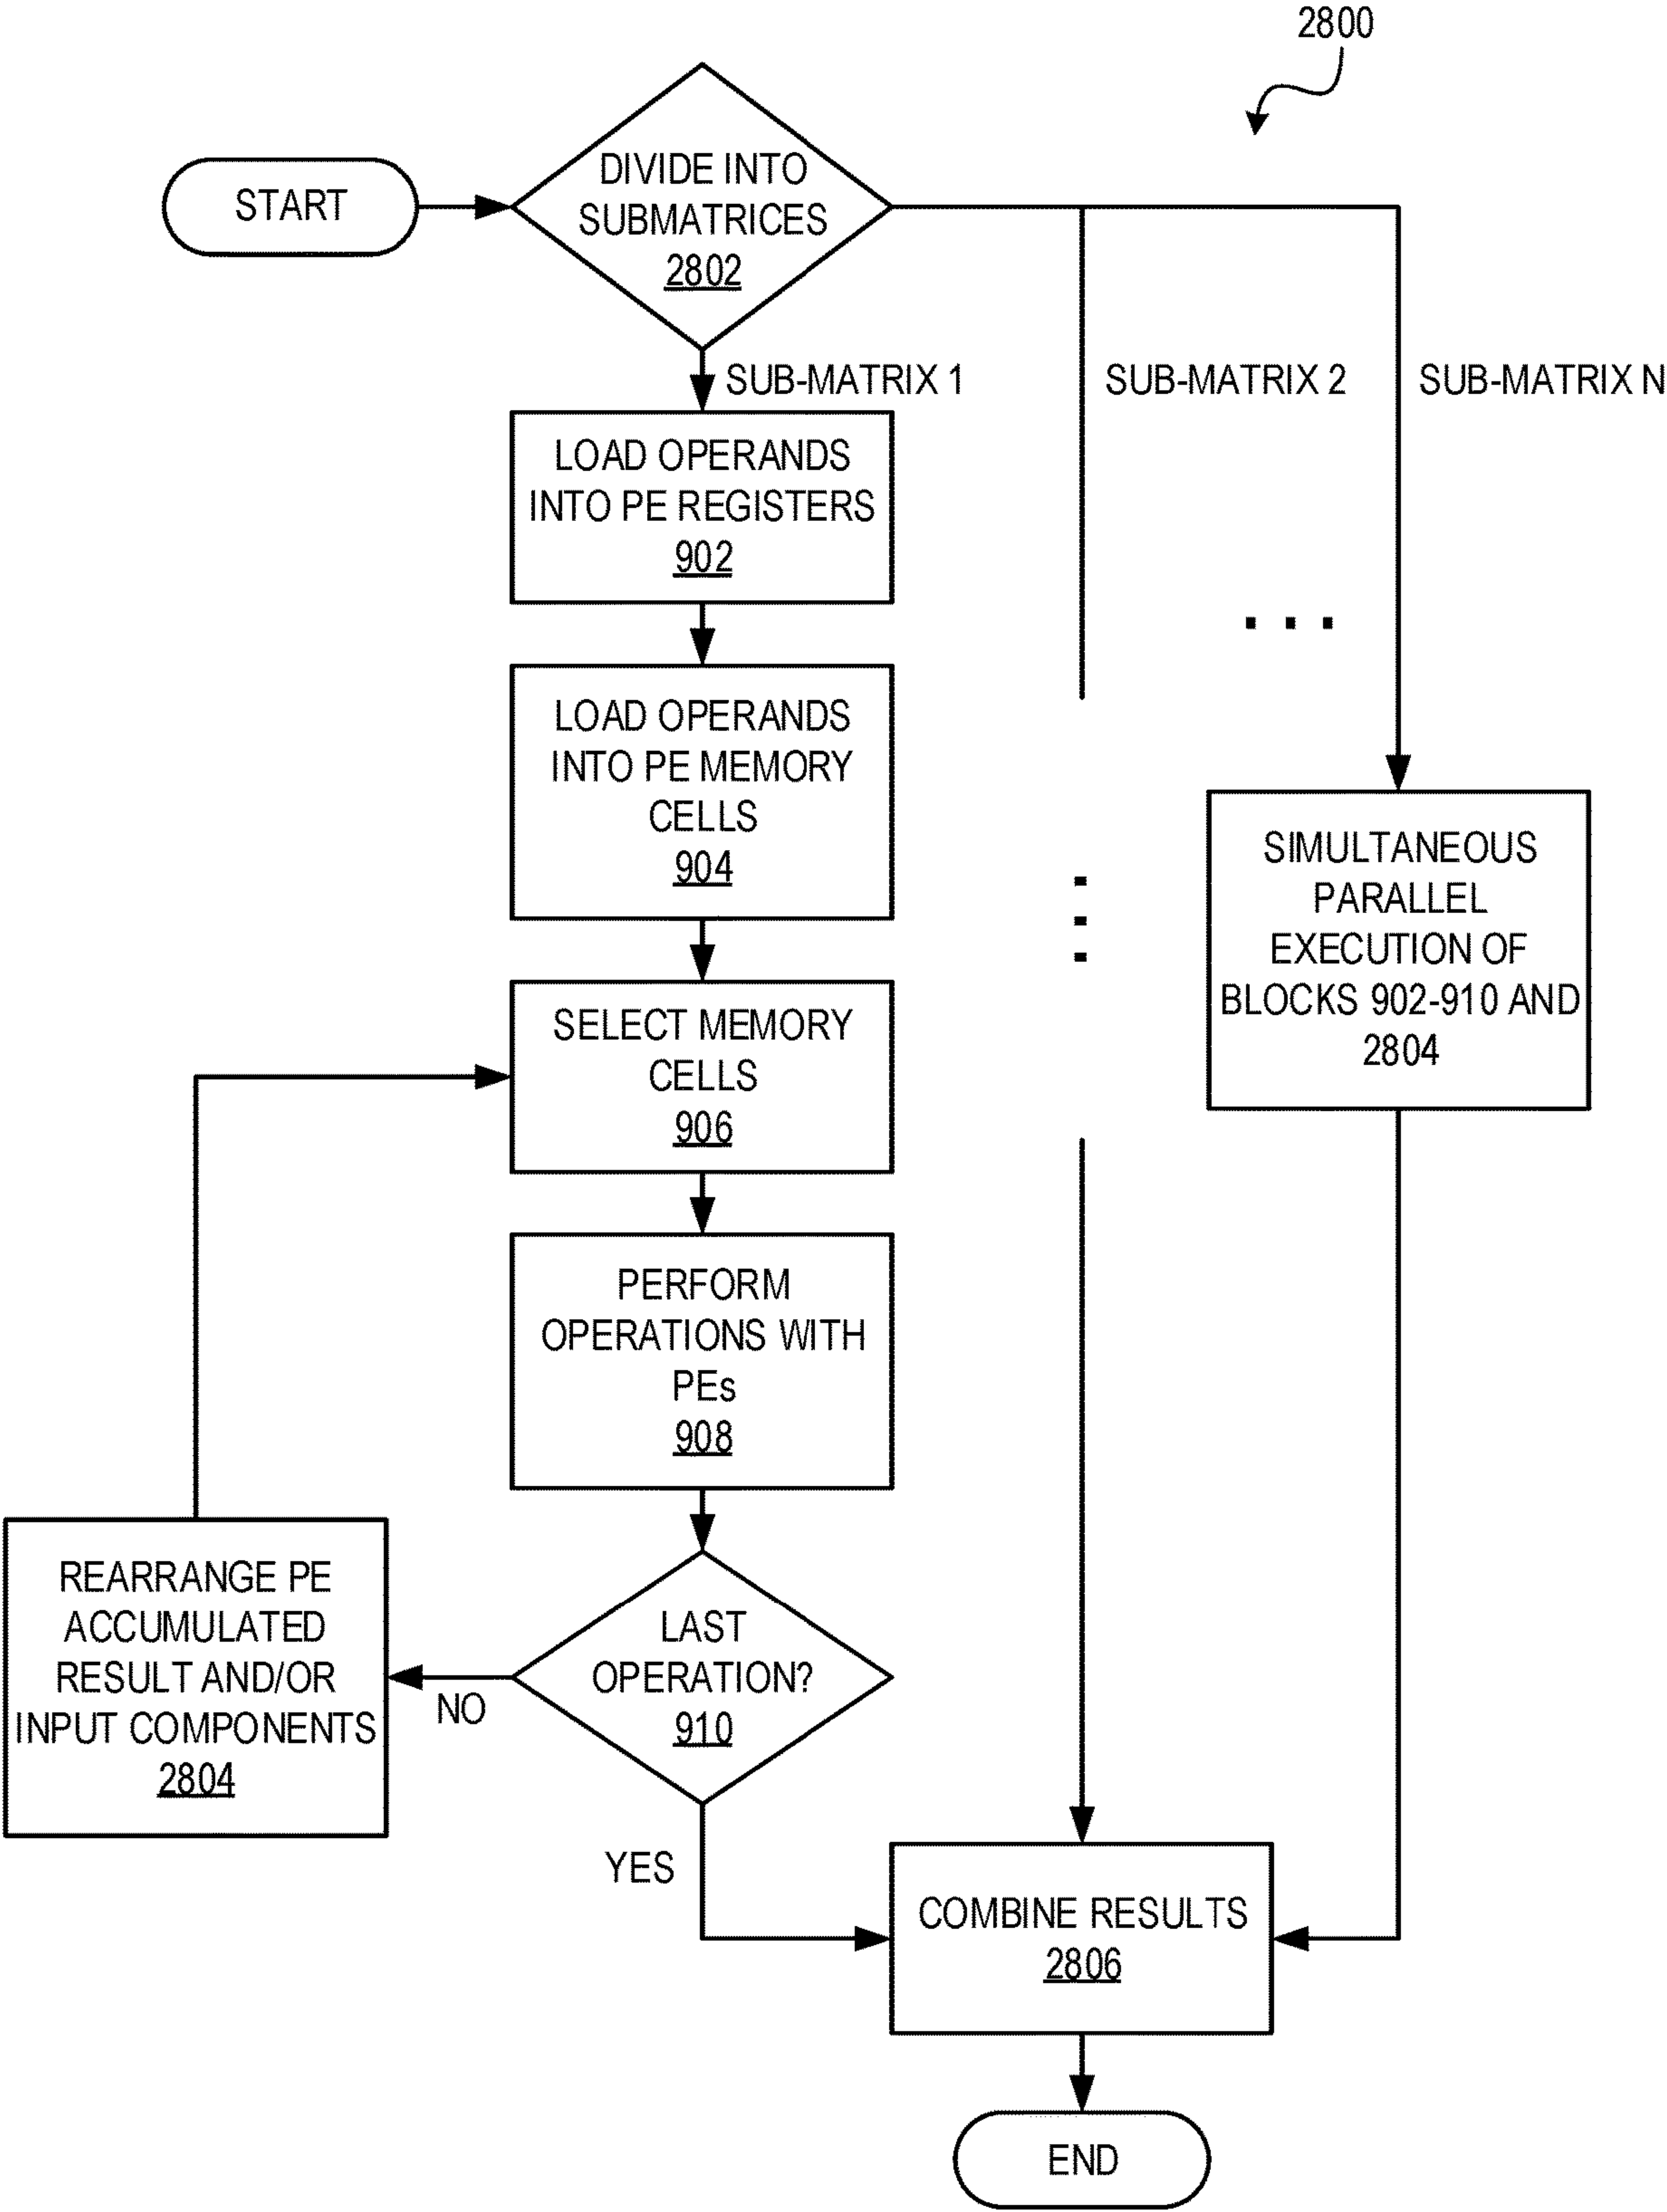 2800
START
DIVIDE INTO
SUBMATRICES
2802
SUB-MATRIX 1
SUB-MATRIX 2
SUB-MATRIX N
LOAD OPERANDS
INTO PE REGISTERS
902
LOAD OPERANDS
INTO PE MEMORY
CELLS
904
SIMULTANEOUS
PARALLEL
EXECUTION OF
BLOCKS 902-910 AND
2804
SELECT MEMORY
CELLS
906
PERFORM
OPERATIONS WITH
PEs
908
LAST
OPERATION?
910
NO
REARRANGE PE
ACCUMULATED
RESULT AND/OR
INPUT COMPONENTS
2804
YES
COMBINE RESULTS
2806
END